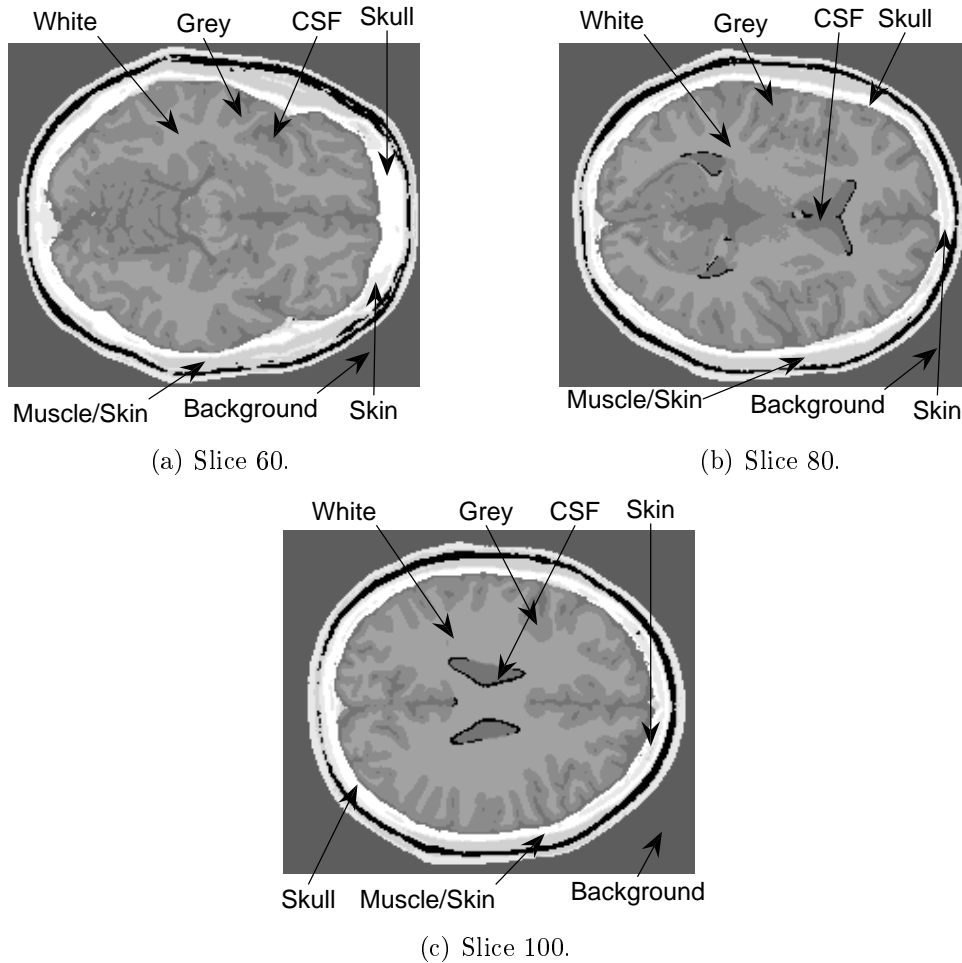 White Grey CSF Skull
Muscle/Skin Background Skin
(a) Slice 60.
White Grey CSF Skull
Muscle/Skin Background Skin
(b) Slice 80.
White Grey CSF Skin
Skull Muscle/Skin Background
(c) Slice 100.